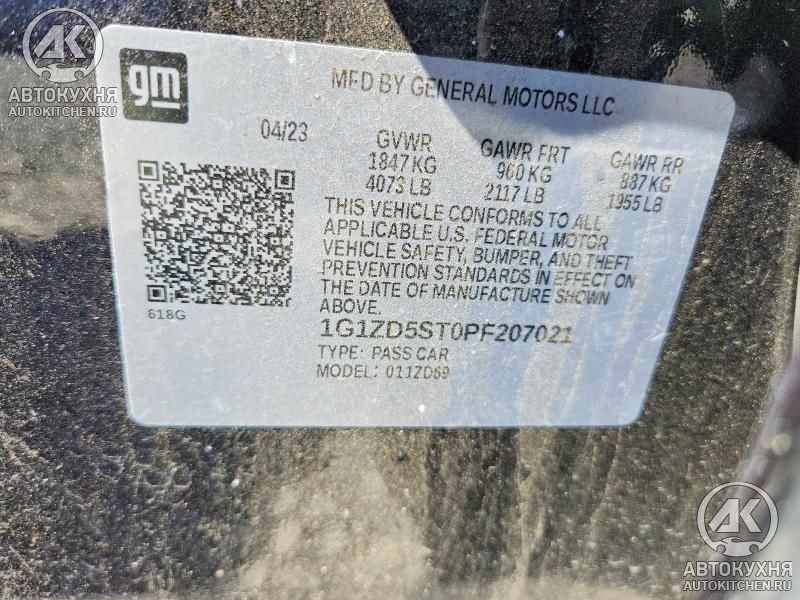 AK
АВТОКУХНЯ
AUTOKITCHEN.RU
gm
MFD BY GENERAL MOTORS LLC
04/23
GVWR
1847 KG
4073 LB
GAWR FRT
960 KG
2117 LB
GAWR RR
887 KG
1955 LB
THIS VEHICLE CONFORMS TO ALL
APPLICABLE U.S. FEDERAL MOTOR
VEHICLE SAFETY, BUMPER, AND THEFT
PREVENTION STANDARDS IN EFFECT ON
THE DATE OF MANUFACTURE SHOWN
ABOVE.
618G
1G1ZD5ST0PF207021
TYPE: PASS CAR
MODEL: 011ZD69
AK
АВТОКУХНЯ
AUTOKITCHEN.RU